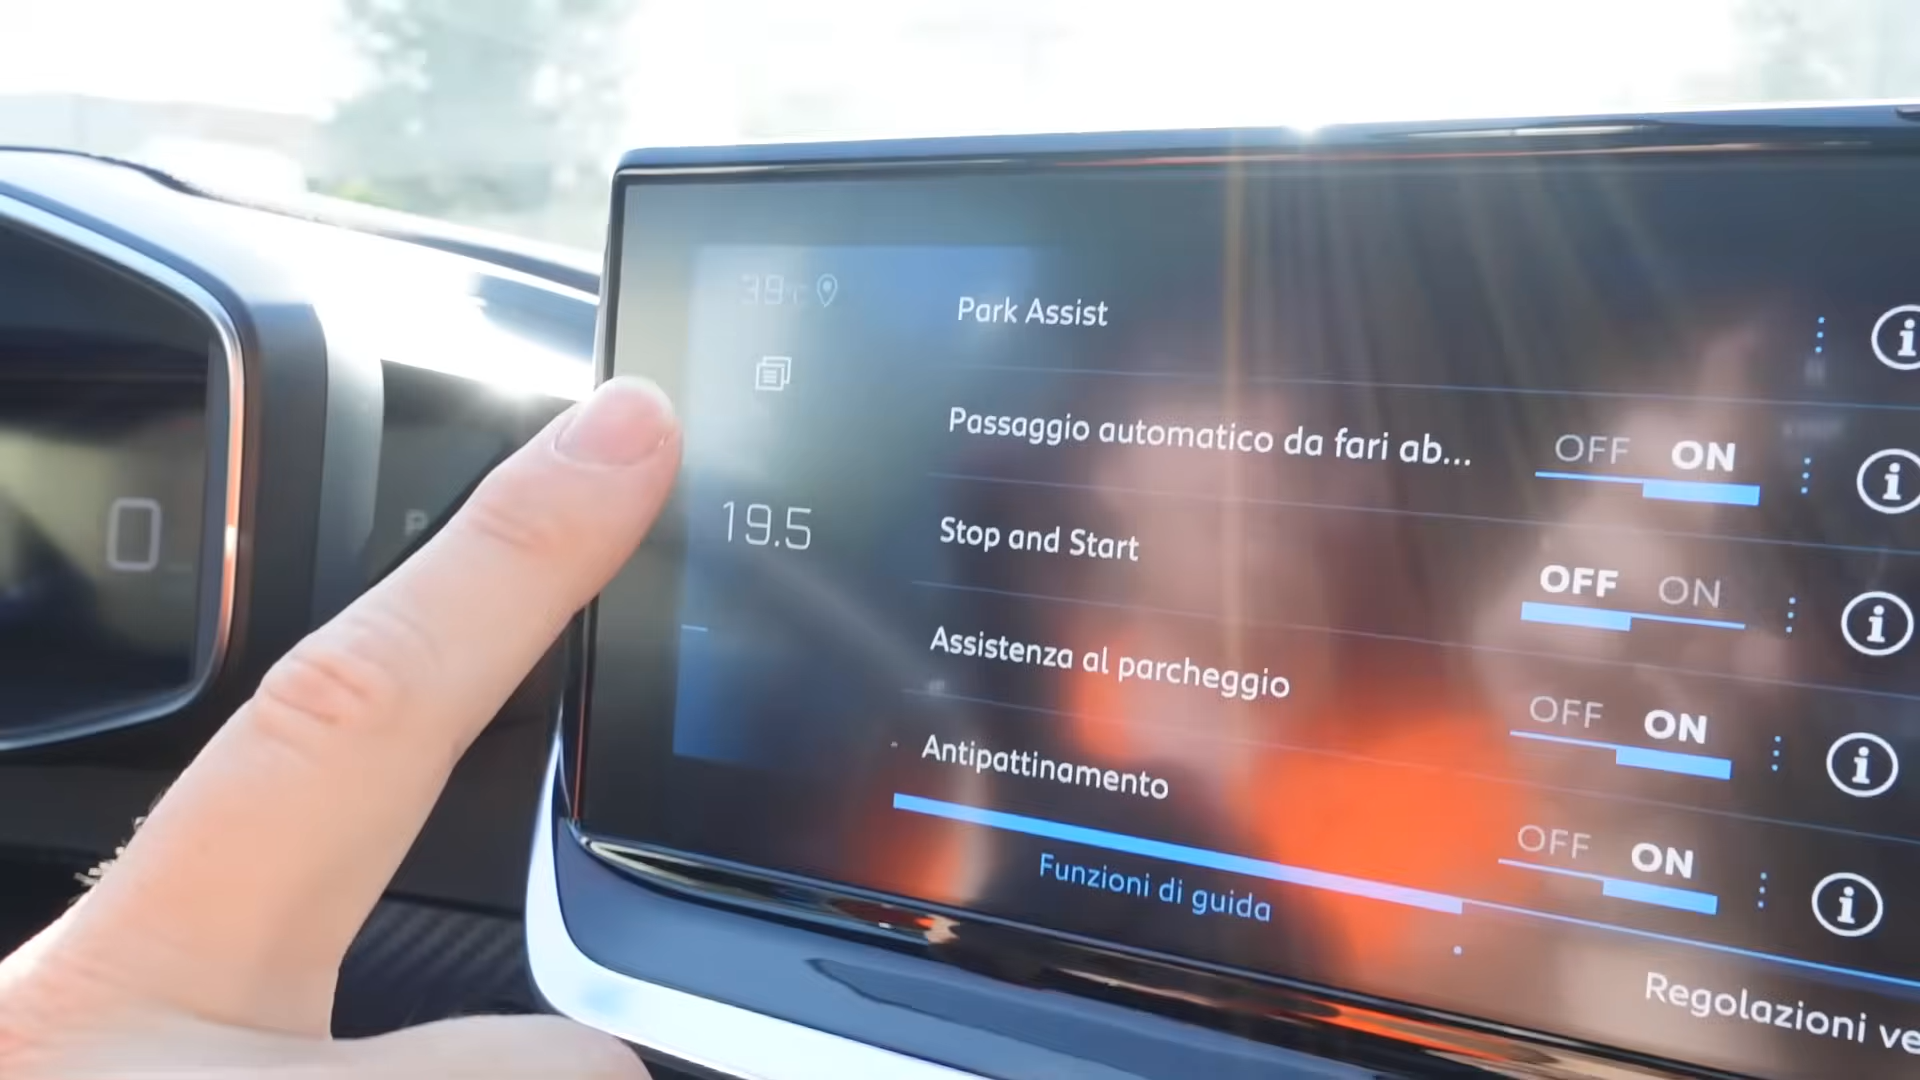 39°C
Park Assist
Passaggio automatico da fari ab...
OFF ON
Stop and Start
OFF ON
19.5
Assistenza al parcheggio
OFF ON
Antipattinamento
OFF ON
Funzioni di guida
Regolazioni ve
0
P